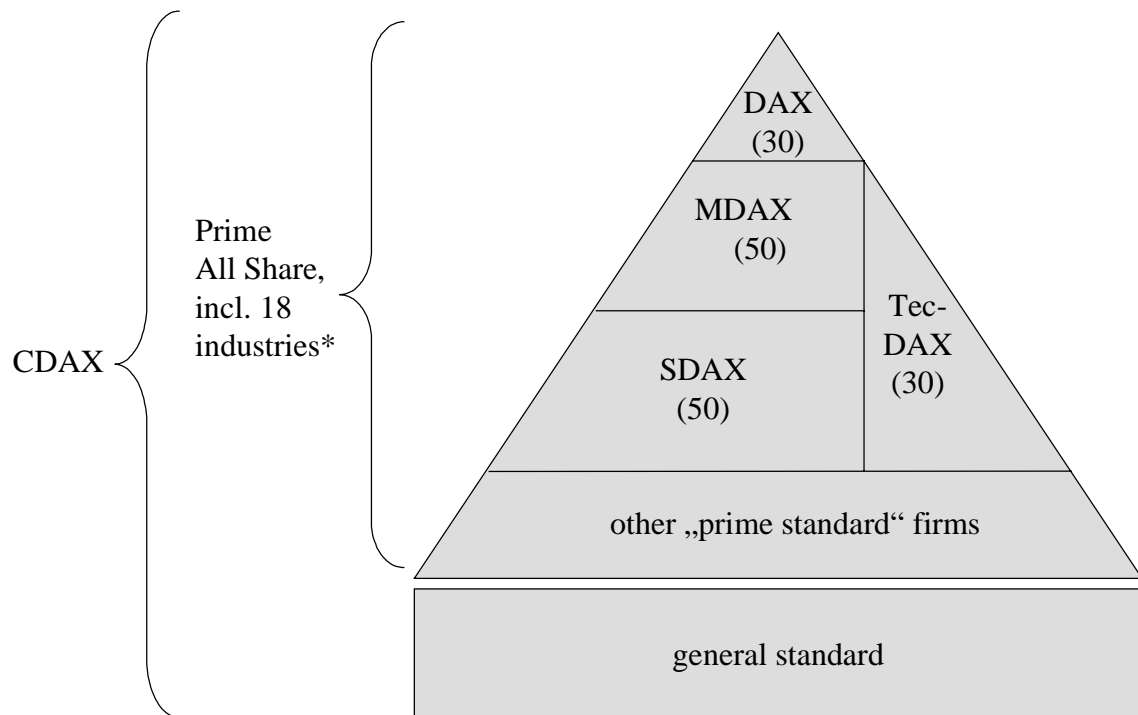 DAX
(30)
MDAX
(50)
Prime
All Share,
incl. 18
industries*
Tec-
DAX
(30)
CDAX
SDAX
(50)
other „prime standard“ firms
general standard